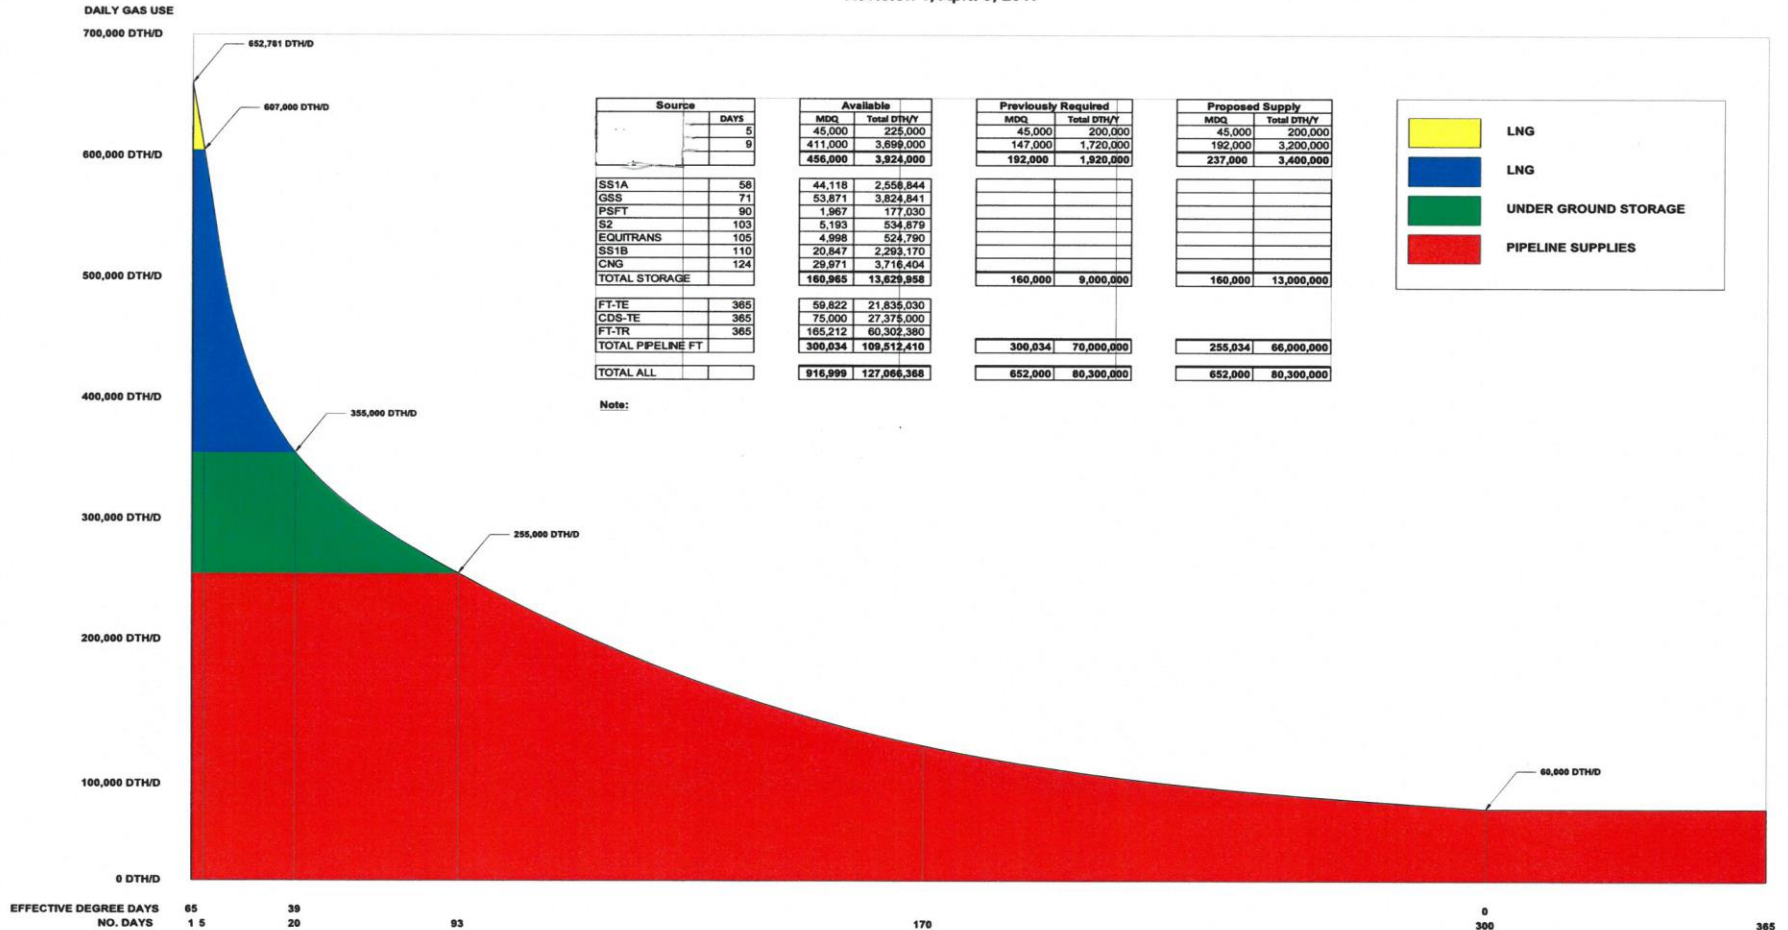 DAILY GAS USE
700,000 DTH/D
652,781 DTH/D
607,000 DTH/D
600,000 DTH/D
500,000 DTH/D
400,000 DTH/D
355,000 DTH/D
300,000 DTH/D
255,000 DTH/D
200,000 DTH/D
100,000 DTH/D
60,000 DTH/D
0 DTH/D
Source Available Previously Required Proposed Supply
DAYS MDQ Total DTH/Y MDQ Total DTH/Y MDQ Total DTH/Y
5 45,000 225,000 45,000 200,000 45,000 200,000
9 411,000 3,699,000 147,000 1,720,000 192,000 3,200,000
456,000 3,924,000 192,000 1,920,000 237,000 3,400,000
SS1A 58 44,118 2,558,844
GSS 71 53,871 3,824,841
PSFT 90 1,967 177,030
S2 103 5,193 534,879
EQUITRANS 105 4,998 524,790
SS1B 110 20,847 2,293,170
CNG 124 29,971 3,716,404
TOTAL STORAGE 160,965 13,629,958 160,000 9,000,000 160,000 13,000,000
FT-TE 365 59,822 21,835,030
CDS-TE 365 75,000 27,375,000
FT-TR 365 165,212 60,302,380
TOTAL PIPELINE FT 300,034 109,512,410 300,034 70,000,000 255,034 66,000,000
TOTAL ALL 916,999 127,066,368 652,000 80,300,000 652,000 80,300,000
Note:
LNG
LNG
UNDER GROUND STORAGE
PIPELINE SUPPLIES
EFFECTIVE DEGREE DAYS 65 39 0
NO. DAYS 1 5 20 93 170 300 365